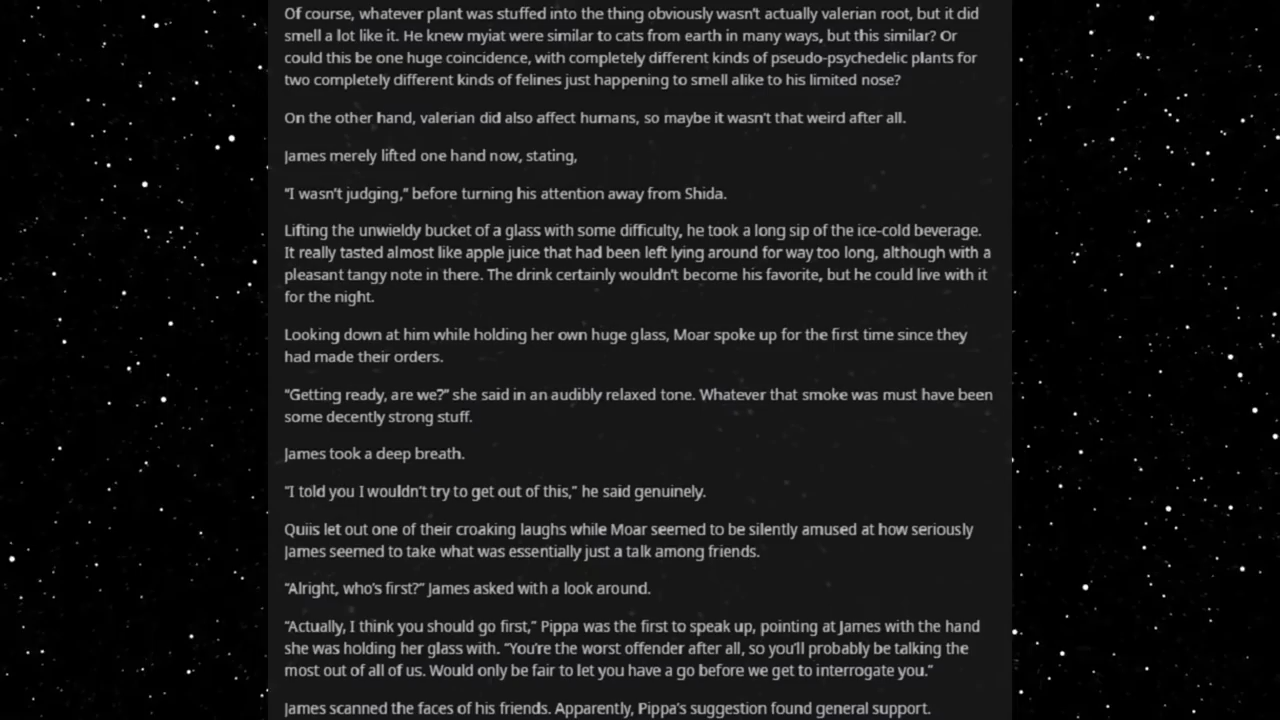 Of course, whatever plant was stuffed into the thing obviously wasn't actually valerian root, but it did
smell a lot like it. He knew myiat were similar to cats from earth in many ways, but this similar? Or
could this be one huge coincidence, with completely different kinds of pseudo-psychedelic plants for
two completely different kinds of felines just happening to smell alike to his limited nose?
On the other hand, valerian did also affect humans, so maybe it wasn't that weird after all.
James merely lifted one hand now, stating,
“I wasn't judging,” before turning his attention away from Shida.
Lifting the unwieldy bucket of a glass with some difficulty, he took a long sip of the ice-cold beverage.
It really tasted almost like apple juice that had been left lying around for way too long, although with a
pleasant tangy note in there. The drink certainly wouldn't become his favorite, but he could live with it
for the night.
Looking down at him while holding her own huge glass, Moar spoke up for the first time since they
had made their orders.
“Getting ready, are we?” she said in an audibly relaxed tone. Whatever that smoke was must have been
some decently strong stuff.
James took a deep breath.
“I told you I wouldn't try to get out of this,” he said genuinely.
Quiis let out one of their croaking laughs while Moar seemed to be silently amused at how seriously
James seemed to take what was essentially just a talk among friends.
“Alright, who's first?” James asked with a look around.
“Actually, I think you should go first,” Pippa was the first to speak up, pointing at James with the hand
she was holding her glass with. “You're the worst offender after all, so you'll probably be talking the
most out of all of us. Would only be fair to let you have a go before we get to interrogate you.”
James scanned the faces of his friends. Apparently, Pippa's suggestion found general support.